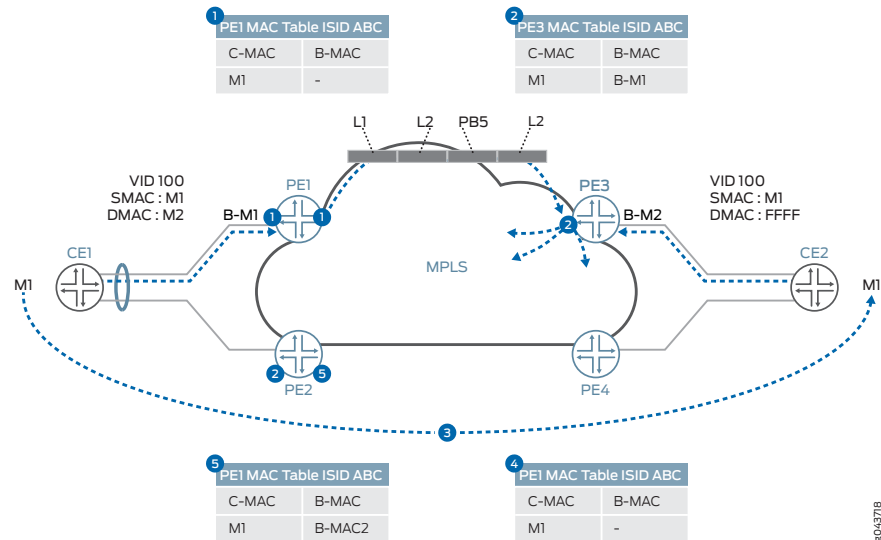 1
PE1 MAC Table ISID ABC
C-MAC B-MAC
M1 -
2
PE3 MAC Table ISID ABC
C-MAC B-MAC
M1 B-M1
L1 L2 PB5 L2
VID 100
SMAC : M1
DMAC : M2
PE1
B-M1
1 1
PE3
2
B-M2
VID 100
SMAC : M1
DMAC : FFFF
CE1
M1
MPLS
CE2
M1
2 5
PE2
PE4
3
5
PE1 MAC Table ISID ABC
C-MAC B-MAC
M1 B-MAC2
4
PE1 MAC Table ISID ABC
C-MAC B-MAC
M1 -
g043718